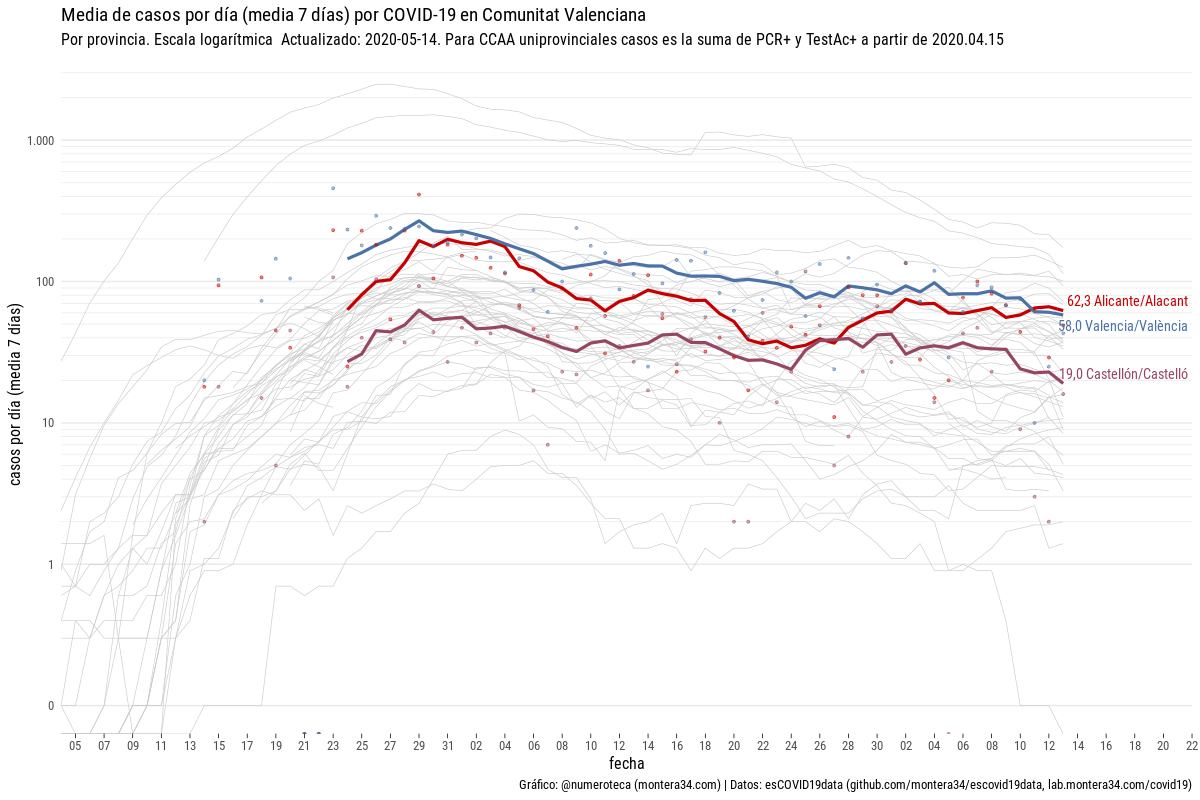 Media de casos por día (media 7 días) por COVID-19 en Comunitat Valenciana
Por provincia. Escala logarítmica  Actualizado: 2020-05-14. Para CCAA uniprovinciales casos es la suma de PCR+ y TestAc+ a partir de 2020.04.15
casos por día (media 7 días)
1.000
100
10
1
0
62,3 Alicante/Alacant
58,0 Valencia/València
19,0 Castellón/Castelló
05 07 09 11 13 15 17 19 21 23 25 27 29 31 02 04 06 08 10 12 14 16 18 20 22 24 26 28 30 02 04 06 08 10 12 14 16 18 20 22
fecha
Gráfico: @numeroteca (montera34.com) | Datos: esCOVID19data (github.com/montera34/escovid19data, lab.montera34.com/covid19)